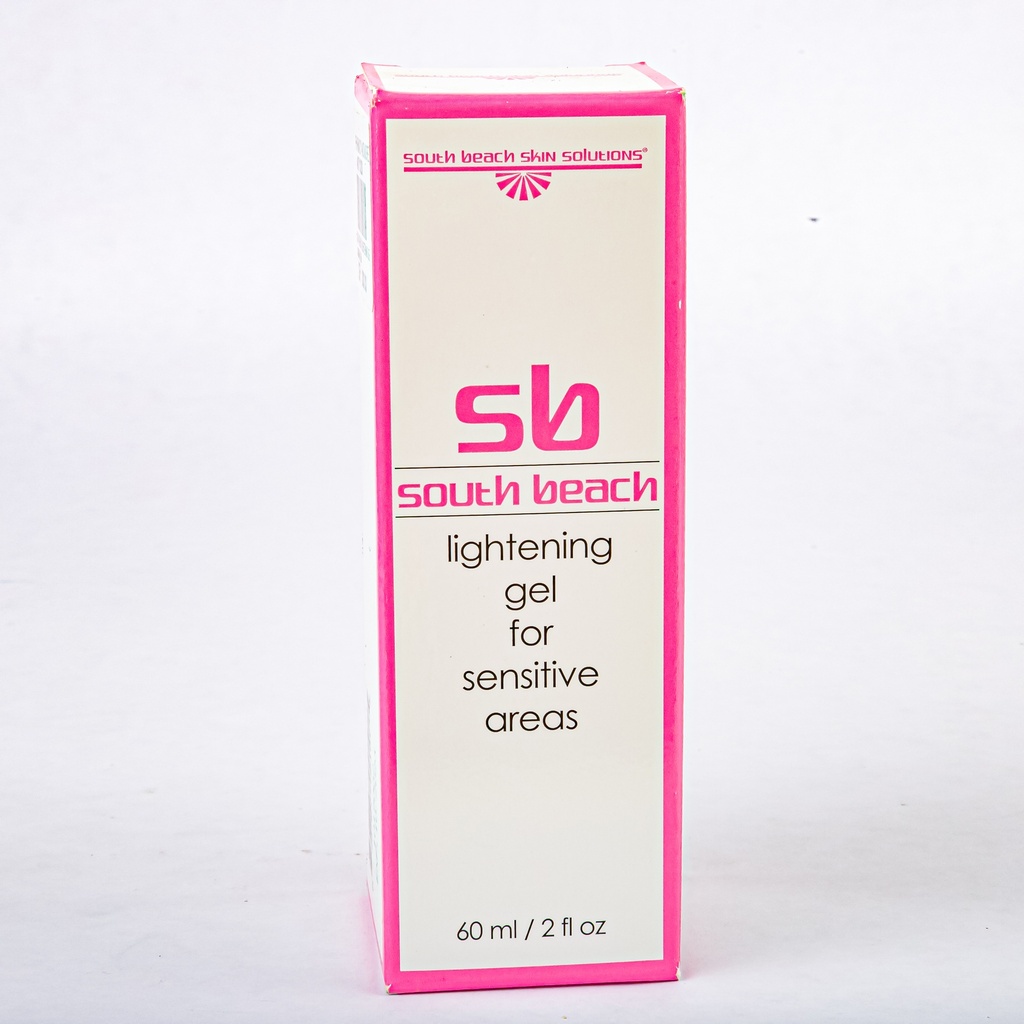 south beach skin solutions®
sb
south beach
lightening
gel
for
sensitive
areas
60 ml / 2 fl oz